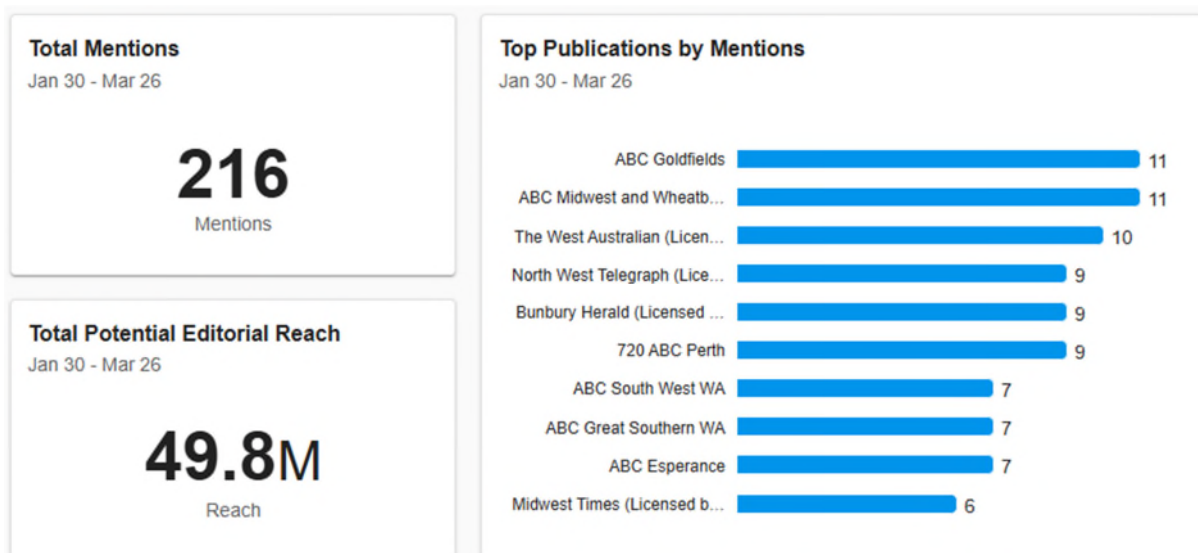 Total Mentions
Jan 30 - Mar 26
216
Mentions
Total Potential Editorial Reach
Jan 30 - Mar 26
49.8M
Reach
Top Publications by Mentions
Jan 30 - Mar 26
ABC Goldfields 11
ABC Midwest and Wheatb... 11
The West Australian (Licen... 10
North West Telegraph (Lice... 9
Bunbury Herald (Licensed ... 9
720 ABC Perth 9
ABC South West WA 7
ABC Great Southern WA 7
ABC Esperance 7
Midwest Times (Licensed b... 6